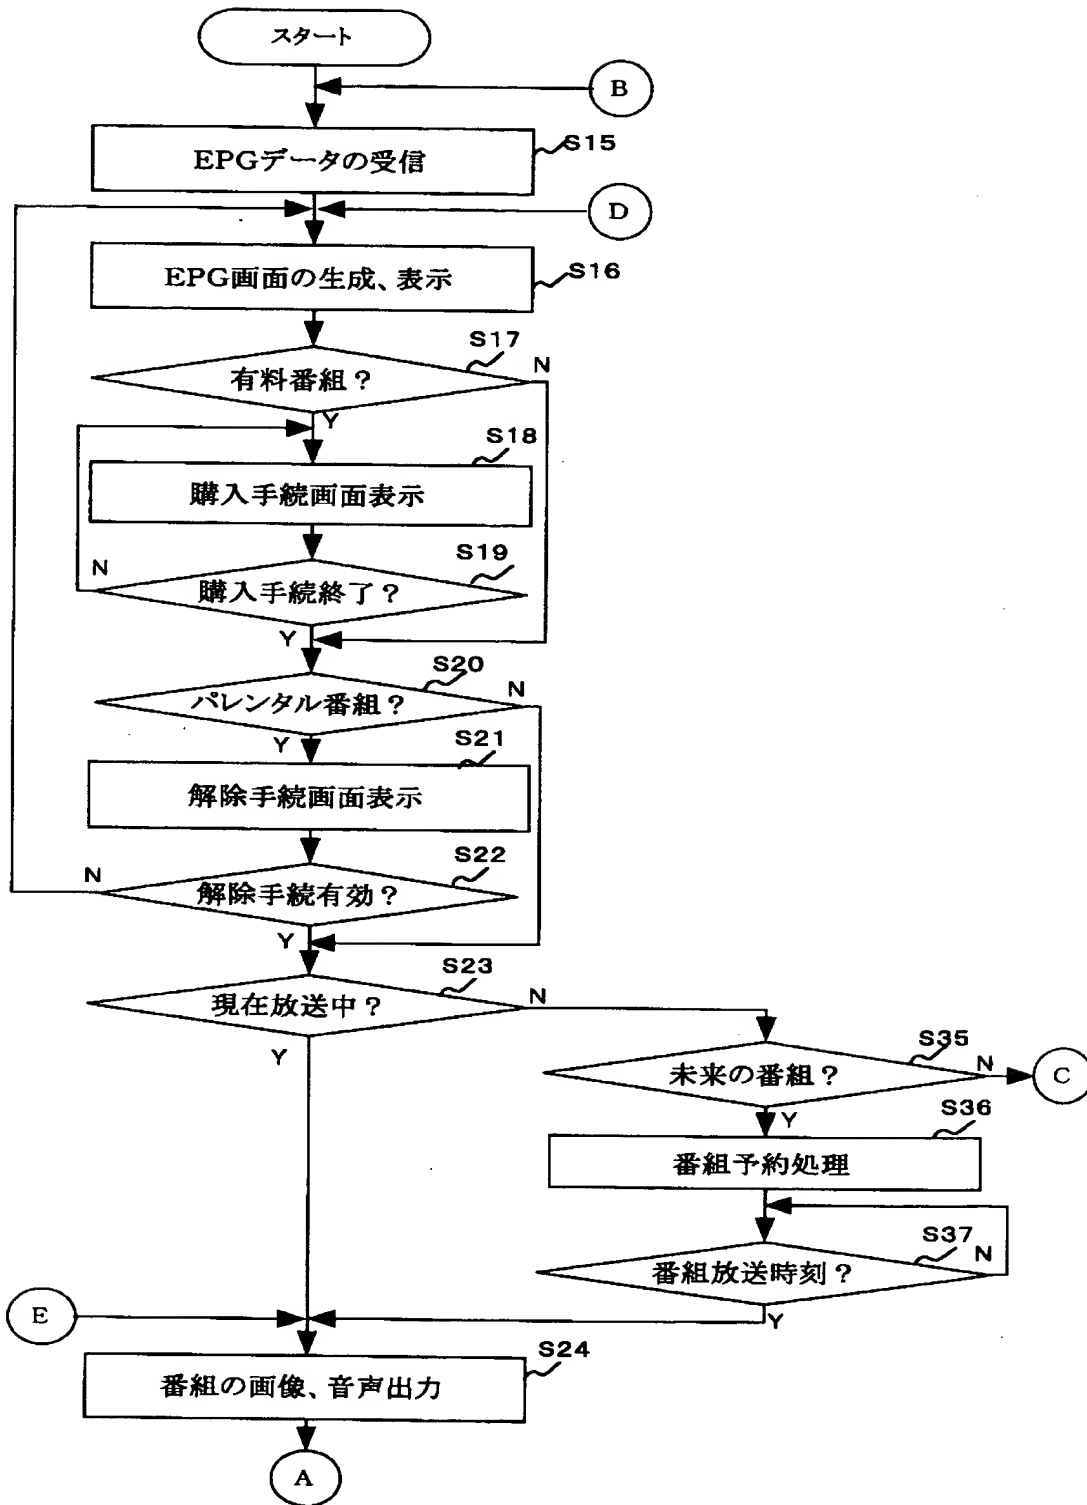 スタート
B
S15
EPGデータの受信
D
S16
EPG画面の生成、表示
S17
有料番組？
N
Y
S18
購入手続画面表示
S19
N
購入手続終了？
Y
S20
パレンタル番組？
N
Y
S21
解除手続画面表示
S22
N
解除手続有効？
Y
S23
現在放送中？
N
Y
S35
未来の番組？
N
C
Y
S36
番組予約処理
S37
番組放送時刻？
N
Y
E
S24
番組の画像、音声出力
A